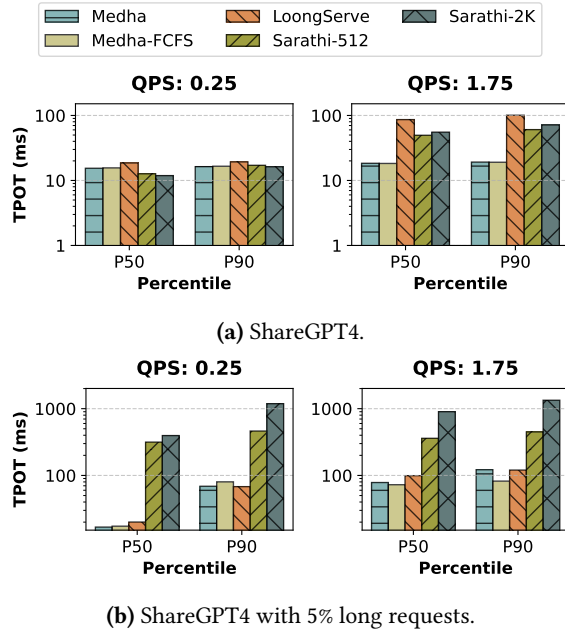 Medha LoongServe Sarathi-2K
Medha-FCFS Sarathi-512
QPS: 0.25 QPS: 1.75
TPOT (ms)
100
10
1
P50 P90
Percentile
100
10
1
P50 P90
Percentile
(a) ShareGPT4.
QPS: 0.25 QPS: 1.75
TPOT (ms)
1000
100
P50 P90
Percentile
1000
100
P50 P90
Percentile
(b) ShareGPT4 with 5% long requests.